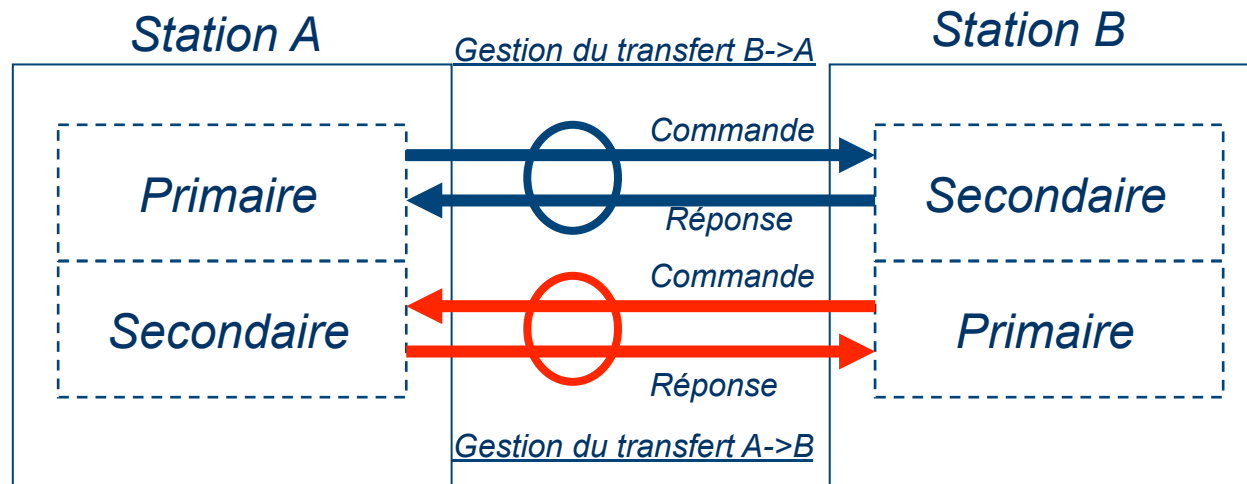 Station A
Station B
Gestion du transfert B->A
Commande
Primaire
Secondaire
Réponse
Commande
Secondaire
Primaire
Réponse
Gestion du transfert A->B